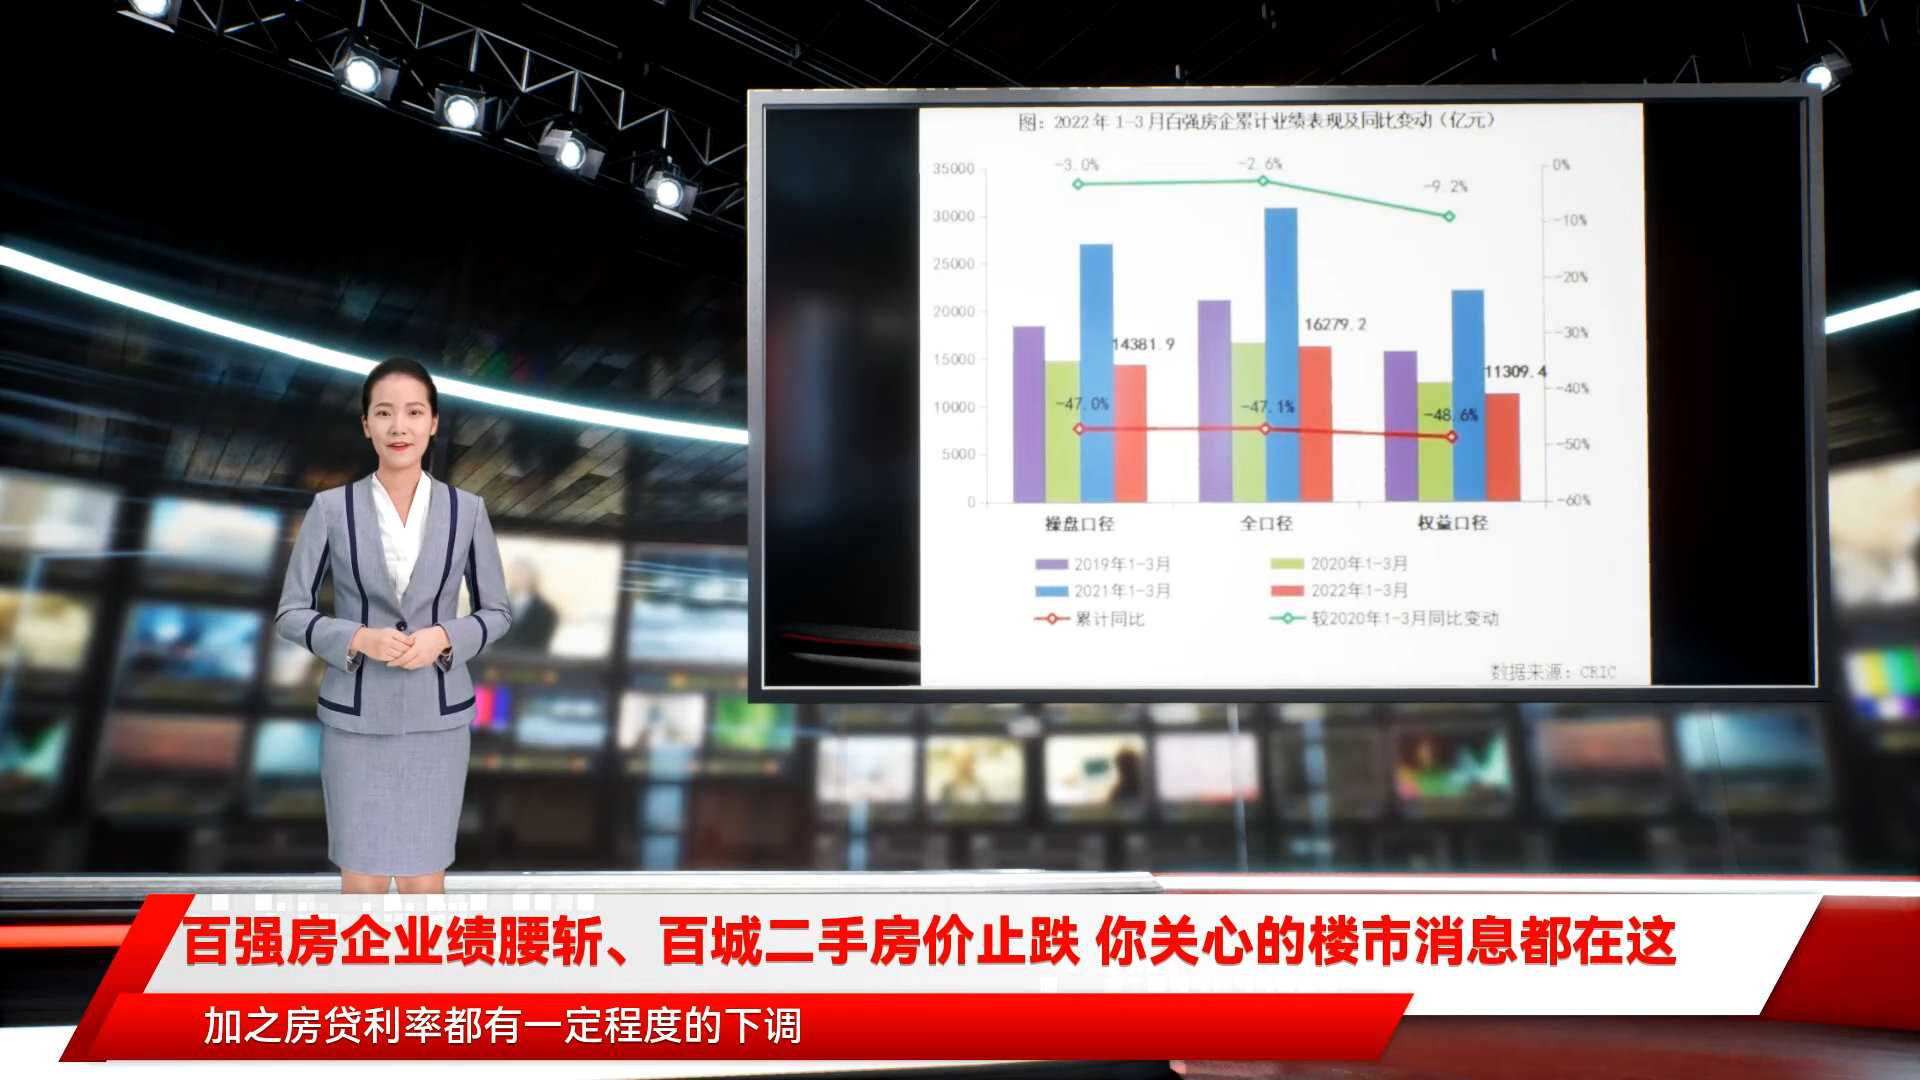 图：2022年1-3月百强房企累计业绩表现及同比变动（亿元）
35000
30000
25000
20000
15000
10000
5000
0
0%
-10%
-20%
-30%
-40%
-50%
-60%
-3.0%
-2.6%
-9.2%
14381.9
16279.2
11309.4
-47.0%
-47.1%
-48.6%
操盘口径
全口径
权益口径
2019年1-3月
2020年1-3月
2021年1-3月
2022年1-3月
累计同比
较2020年1-3月同比变动
数据来源：CRIC
百强房企业绩腰斩、百城二手房价止跌 你关心的楼市消息都在这
加之房贷利率都有一定程度的下调